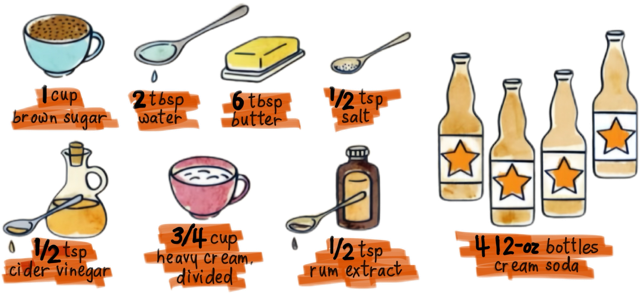 1 cup
brown sugar
2 tbsp
water
6 tbsp
butter
1/2 tsp
salt
1/2 tsp
cider vinegar
3/4 cup
heavy cream,
divided
1/2 tsp
rum extract
4 12-oz bottles
cream soda